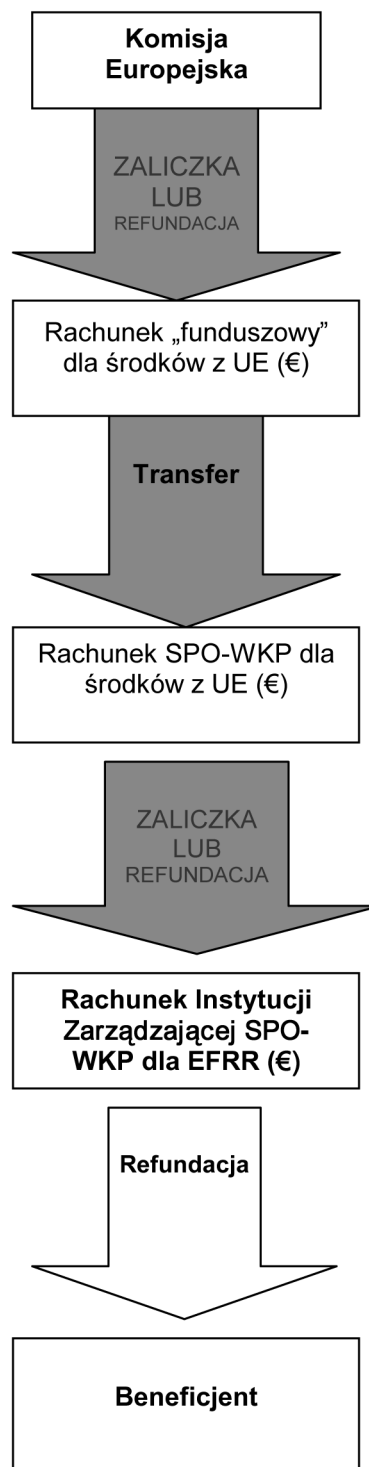 Komisja
Europejska
ZALICZKA
LUB
REFUNDACJA
Rachunek „funduszowy”
dla środków z UE (€)
Transfer
Rachunek SPO-WKP dla
środków z UE (€)
ZALICZKA
LUB
REFUNDACJA
Rachunek Instytucji
Zarządzającej SPO-
WKP dla EFRR (€)
Refundacja
Beneficjent